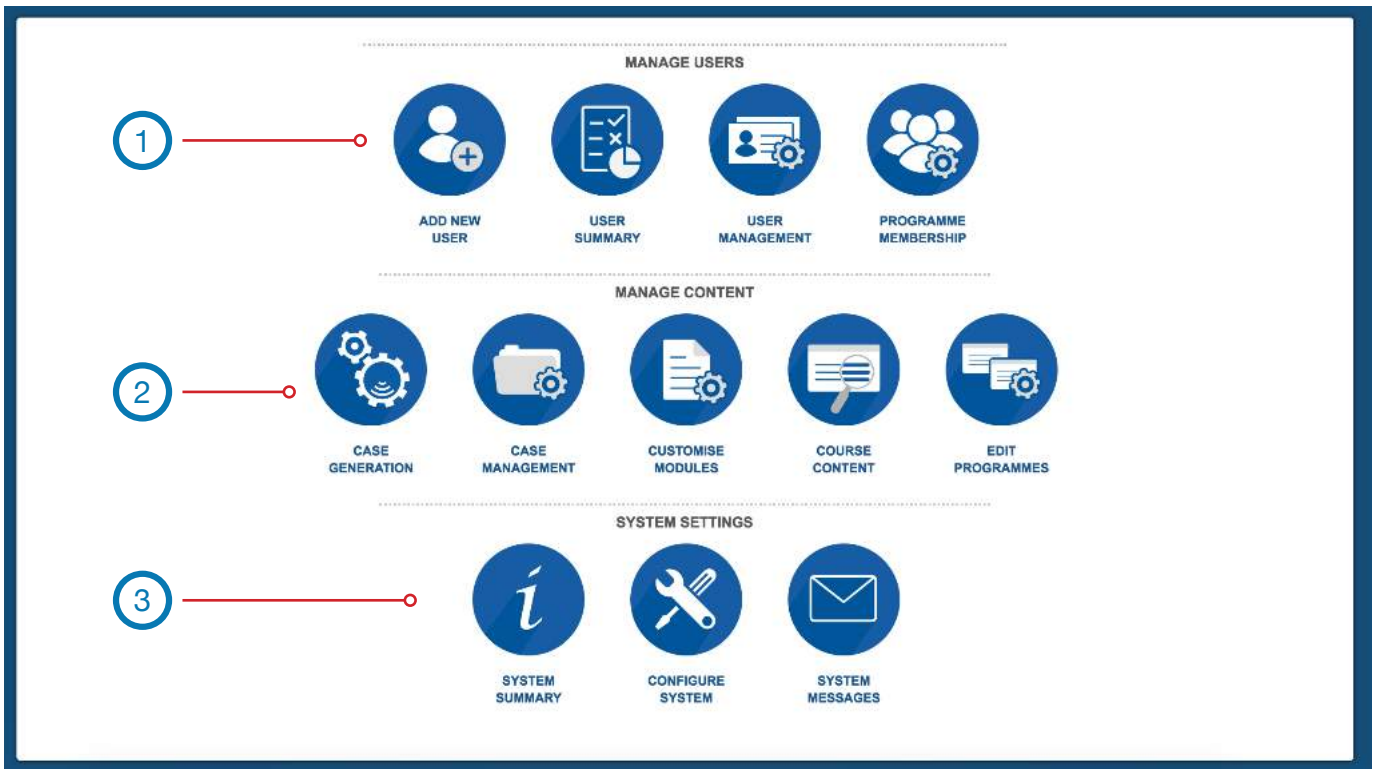 MANAGE USERS
1
ADD NEW
USER
USER
SUMMARY
USER
MANAGEMENT
PROGRAMME
MEMBERSHIP
MANAGE CONTENT
2
CASE
GENERATION
CASE
MANAGEMENT
CUSTOMISE
MODULES
COURSE
CONTENT
EDIT
PROGRAMMES
SYSTEM SETTINGS
3
i
SYSTEM
SUMMARY
CONFIGURE
SYSTEM
SYSTEM
MESSAGES